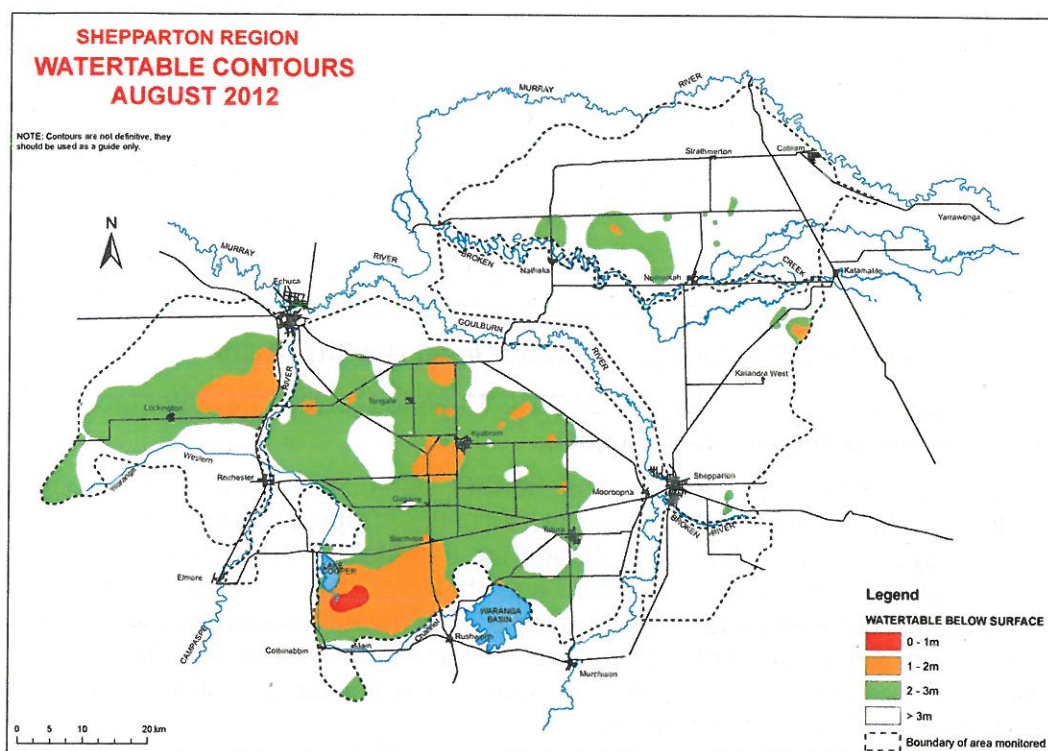 SHEPPARTON REGION
WATERTABLE CONTOURS
AUGUST 2012
NOTE: Contours are not definitive, they
should be used as a guide only.
N
MURRAY
RIVER
Strathmerton
Cobram
Yarrawonga
MURRAY
RIVER
BROKEN
CREEK
Nathalia
Numurkah
Katamatite
Echuca
GOULBURN
RIVER
Katandra West
RIVER
Lockington
Tongala
Kyabram
Western
Waranga
Rochester
Shepparton
Mooroopna
Girgarre
BROKEN
RIVER
Stanhope
Tatura
LAKE
COOPER
Elmore
WARANGA
BASIN
CAMPASPE
Colbinabbin
Main
Channel
Rushworth
Murchison
0 5 10 20 km
Legend
WATERTABLE BELOW SURFACE
0 - 1m
1 - 2m
2 - 3m
> 3m
Boundary of area monitored